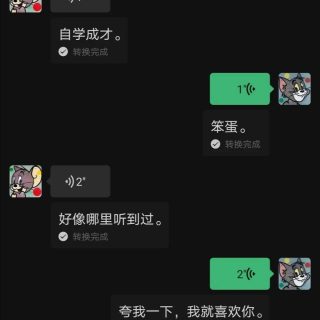 自学成才。
转换完成
1"
笨蛋。
转换完成
2"
好像哪里听到过。
转换完成
2"
夸我一下，我就喜欢你。